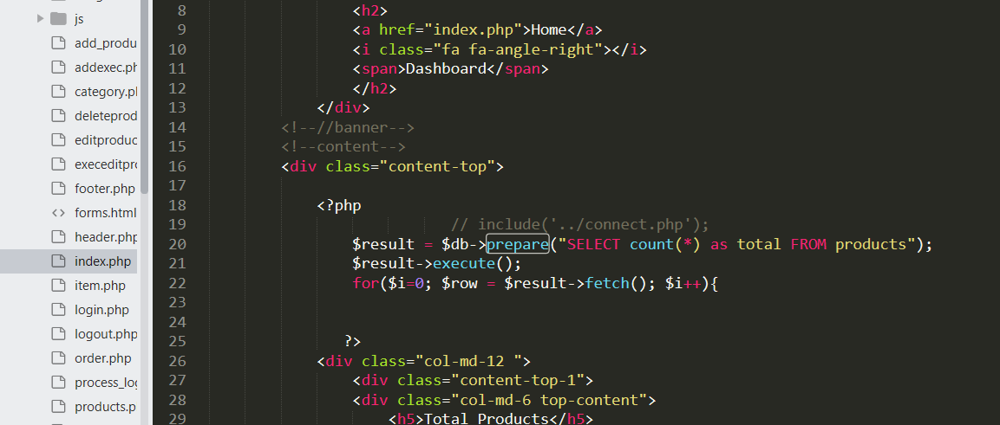 js
add_produ
addexec.ph
category.pl
deleteprod
editproduc
execeditpro
footer.php
forms.html
header.php
index.php
item.php
login.php
logout.php
order.php
process_log
products.p
8 <h2>
9 <a href="index.php">Home</a>
10 <i class="fa fa-angle-right"></i>
11 <span>Dashboard</span>
12 </h2>
13 </div>
14 <!--//banner-->
15 <!--content-->
16 <div class="content-top">
17
18 <?php
19 // include('../connect.php');
20 $result = $db->prepare("SELECT count(*) as total FROM products");
21 $result->execute();
22 for($i=0; $row = $result->fetch(); $i++){
23
24
25 ?>
26 <div class="col-md-12 ">
27 <div class="content-top-1">
28 <div class="col-md-6 top-content">
29 <h5>Total Products</h5>